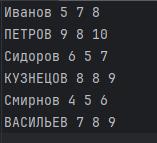 Иванов 5 7 8
ПЕТРОВ 9 8 10
Сидоров 6 5 7
КУЗНЕЦОВ 8 8 9
Смирнов 4 5 6
ВАСИЛЬЕВ 7 8 9